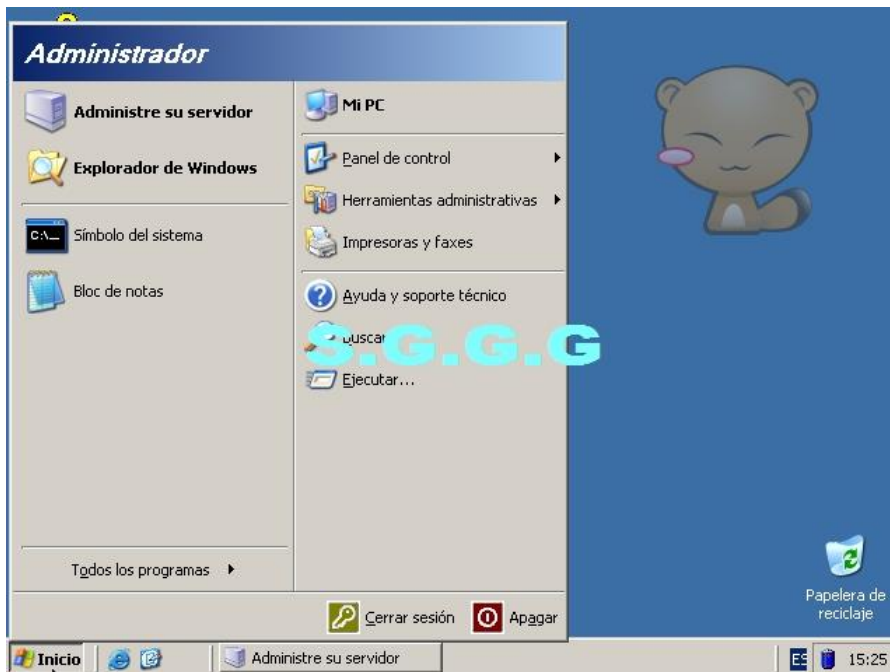 Administrador
Administre su servidor
Explorador de Windows
C:\_
Símbolo del sistema
Bloc de notas
Todos los programas
Mi PC
Panel de control
Herramientas administrativas
Impresoras y faxes
Ayuda y soporte técnico
S.G.G.G
Ejecutar...
Cerrar sesión
Apagar
Papelera de
reciclaje
Inicio
Administre su servidor
ES
15:25